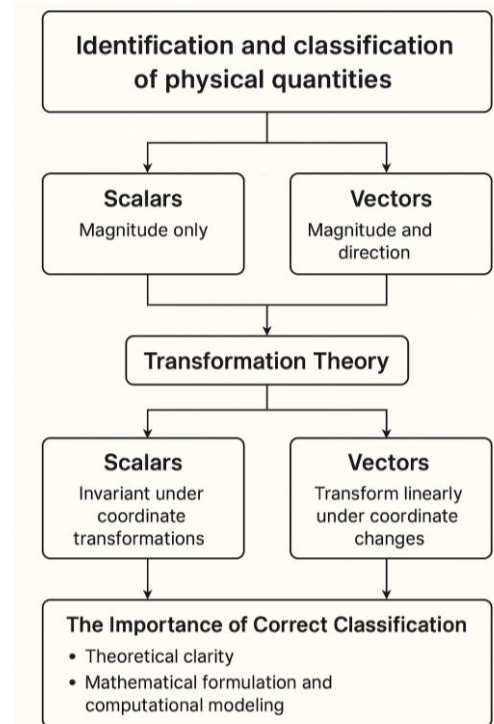 Identification and classification
of physical quantities
Scalars
Magnitude only
Vectors
Magnitude and
direction
Transformation Theory
Scalars
Invariant under
coordinate
transformations
Vectors
Transform linearly
under coordinate
changes
The Importance of Correct Classification
• Theoretical clarity
• Mathematical formulation and
computational modeling